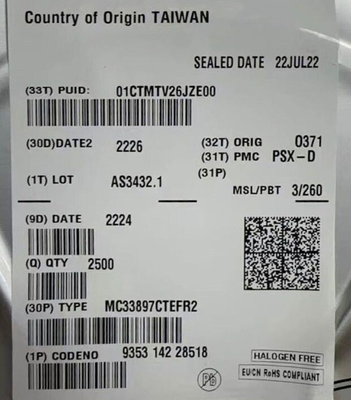 Country of Origin TAIWAN
SEALED DATE 22JUL22
(33T) PUID: 01CTMTV26JZE00
(30D)DATE2 2226
(32T) ORIG 0371
(31T) PMC PSX-D
(31P)
(1T) LOT AS3432.1
MSL/PBT 3/260
(9D) DATE 2224
(Q) QTY 2500
(30P) TYPE MC33897CTEFR2
(1P) CODENO 9353 142 28518
HALOGEN FREE
EU/CN RoHS COMPLIANT
Pb